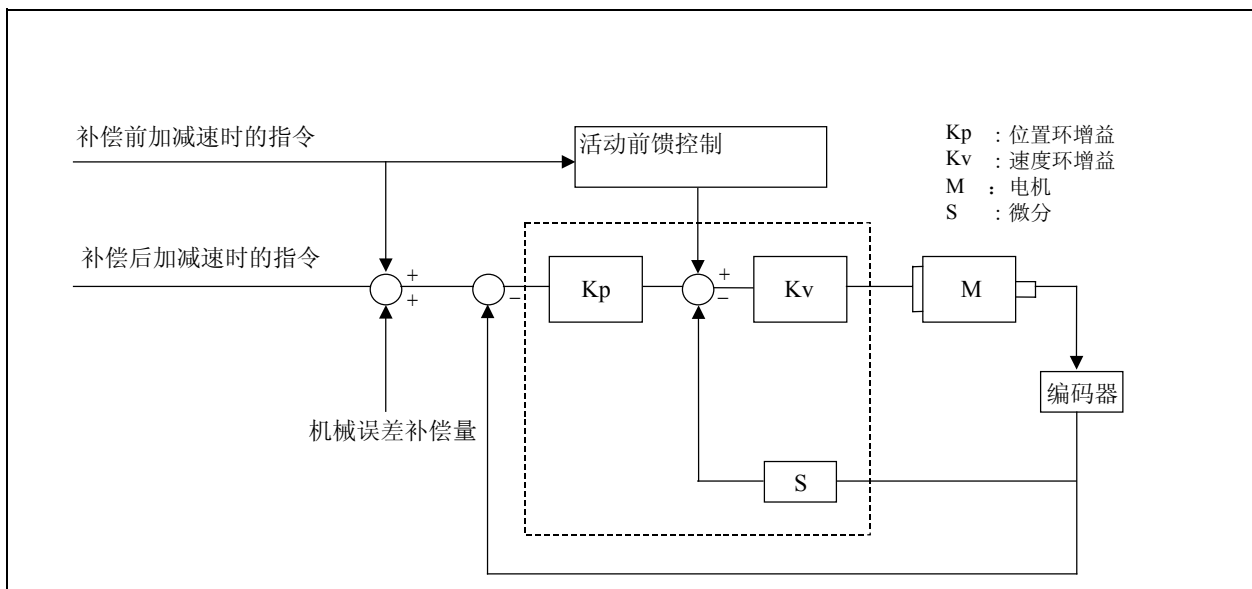 补偿前加减速时的指令
活动前馈控制
Kp ：位置环增益
Kv ：速度环增益
M ：电机
S ：微分
补偿后加减速时的指令
+
+
−
Kp
+
−
Kv
M
编码器
机械误差补偿量
S